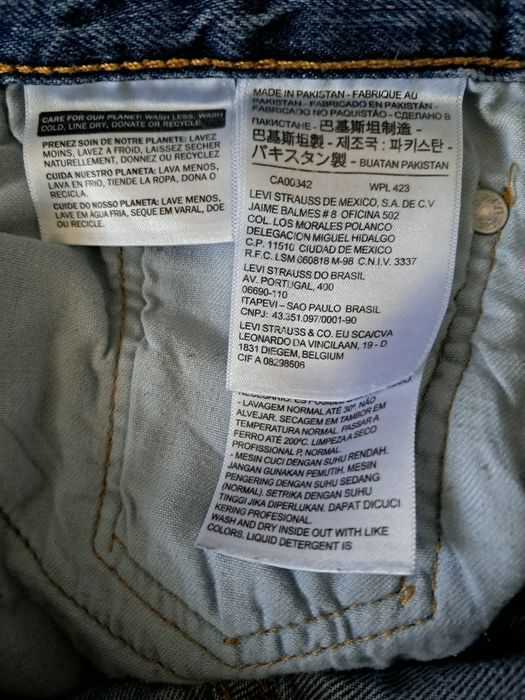 CARE FOR OUR PLANET: WASH LESS, WASH
COLD, LINE DRY, DONATE OR RECYCLE.
PRENEZ SOIN DE NOTRE PLANETE: LAVEZ
MOINS, LAVEZ A FROID, LAISSEZ SECHER
NATURELLEMENT, DONNEZ OU RECYCLEZ
CUIDA NUESTRO PLANETA: LAVA MENOS,
LAVA EN FRIO, TIENDE LA ROPA, DONA O
RECICLA.
CUIDE DO NOSSO PLANETA: LAVE MENOS,
LAVE EM ÁGUA FRIA, SEQUE EM VARAL, DOE
OU RECICLE.
MADE IN PAKISTAN - FABRIQUE AU
PAKISTAN - FABRICADO EN PAKISTÁN -
FABRICADO NO PAQUISTÃO - СДЕЛАНО В
ПАКИСТАНЕ - 巴基斯坦制造 -
巴基斯坦製 - 제조국 : 파키스탄 -
パキスタン製 - BUATAN PAKISTAN
CA00342 WPL 423
LEVI STRAUSS DE MEXICO, S.A. DE C.V
JAIME BALMES # 8 OFICINA 502
COL. LOS MORALES POLANCO
DELEGACION MIGUEL HIDALGO
C.P. 11510 CIUDAD DE MEXICO
R.F.C. LSM 860818 M-98 C.N.I.V. 3337
LEVI STRAUSS DO BRASIL
AV. PORTUGAL, 400
06690-110
ITAPEVI – SAO PAULO BRASIL
CNPJ: 43.351.097/0001-90
LEVI STRAUSS & CO. EU SCA/CVA
LEONARDO DA VINCILAAN, 19 - D
1831 DIEGEM, BELGIUM
CIF A 08298606
- LAVAGEM NORMAL ATÉ 30° NÃO
ALVEJAR. SECAGEM EM TAMBOR EM
TEMPERATURA NORMAL. PASSAR A
FERRO ATÉ 200ºC. LIMPEZA A SECO
PROFISSIONAL P, NORMAL.
- MESIN CUCI DENGAN SUHU RENDAH.
JANGAN GUNAKAN PEMUTIH. MESIN
PENGERING DENGAN SUHU SEDANG
(NORMAL). SETRIKA DENGAN SUHU
TINGGI JIKA DIPERLUKAN. DAPAT DICUCI
KERING PROFESIONAL.
WASH AND DRY INSIDE OUT WITH LIKE
COLORS. LIQUID DETERGENT IS